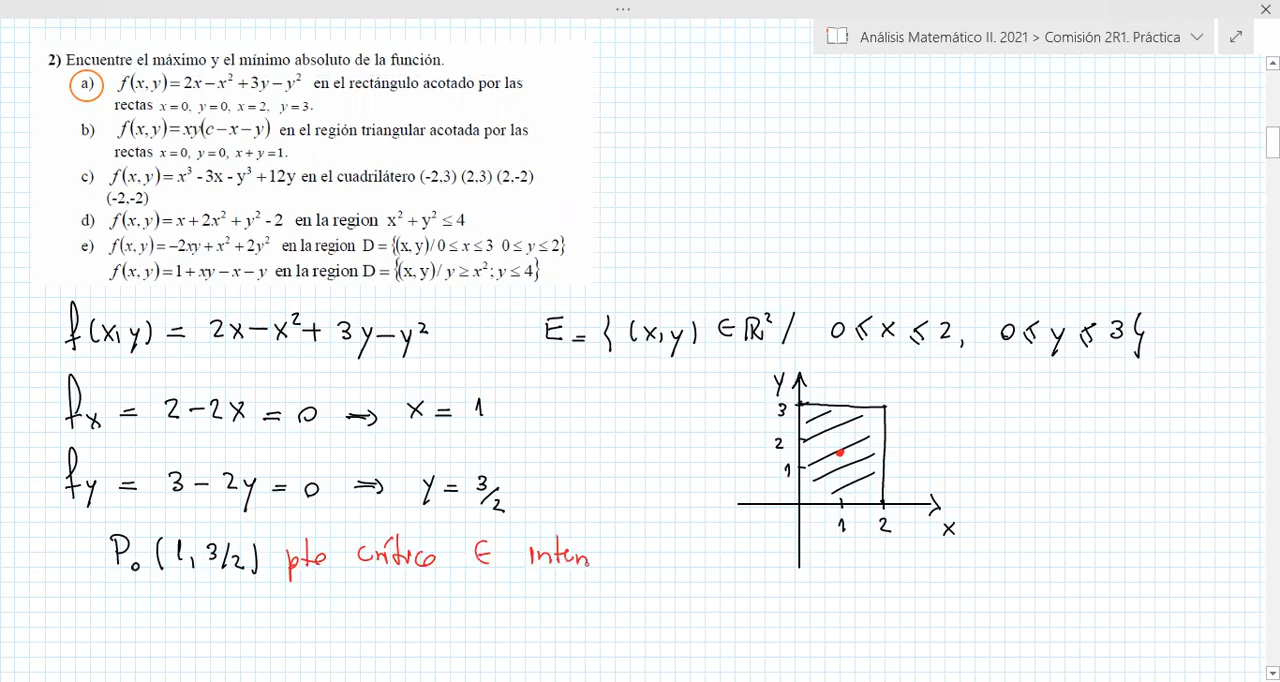 ...
Análisis Matemático II. 2021 > Comisión 2R1. Práctica
2) Encuentre el máximo y el mínimo absoluto de la función.
a) f(x,y)=2x−x²+3y−y² en el rectángulo acotado por las
rectas x=0, y=0, x=2, y=3.
b) f(x,y)=xy(c−x−y) en el región triangular acotada por las
rectas x=0, y=0, x+y=1.
c) f(x,y)=x³ -3x - y³ +12y en el cuadrilátero (-2,3) (2,3) (2,-2)
(-2,-2)
d) f(x,y)=x+2x²+y²-2 en la region x²+y² ≤4
e) f(x,y)=−2xy+x²+2y² en la region D={(x,y)/0≤x≤3 0≤y≤2}
f(x,y)=1+xy−x−y en la region D={(x,y)/ y≥x²; y≤4}
f(x,y) = 2x−x²+ 3y−y² E = { (x,y) ∈ ℝ² / 0 ≤ x ≤ 2, 0 ≤ y ≤ 3 }
fx = 2−2x = 0 ⇒ x = 1
fy = 3−2y = 0 ⇒ y = 3/2
P₀ (1, 3/2) pto crítico ∈ interi
y
3
2
1
1 2
x